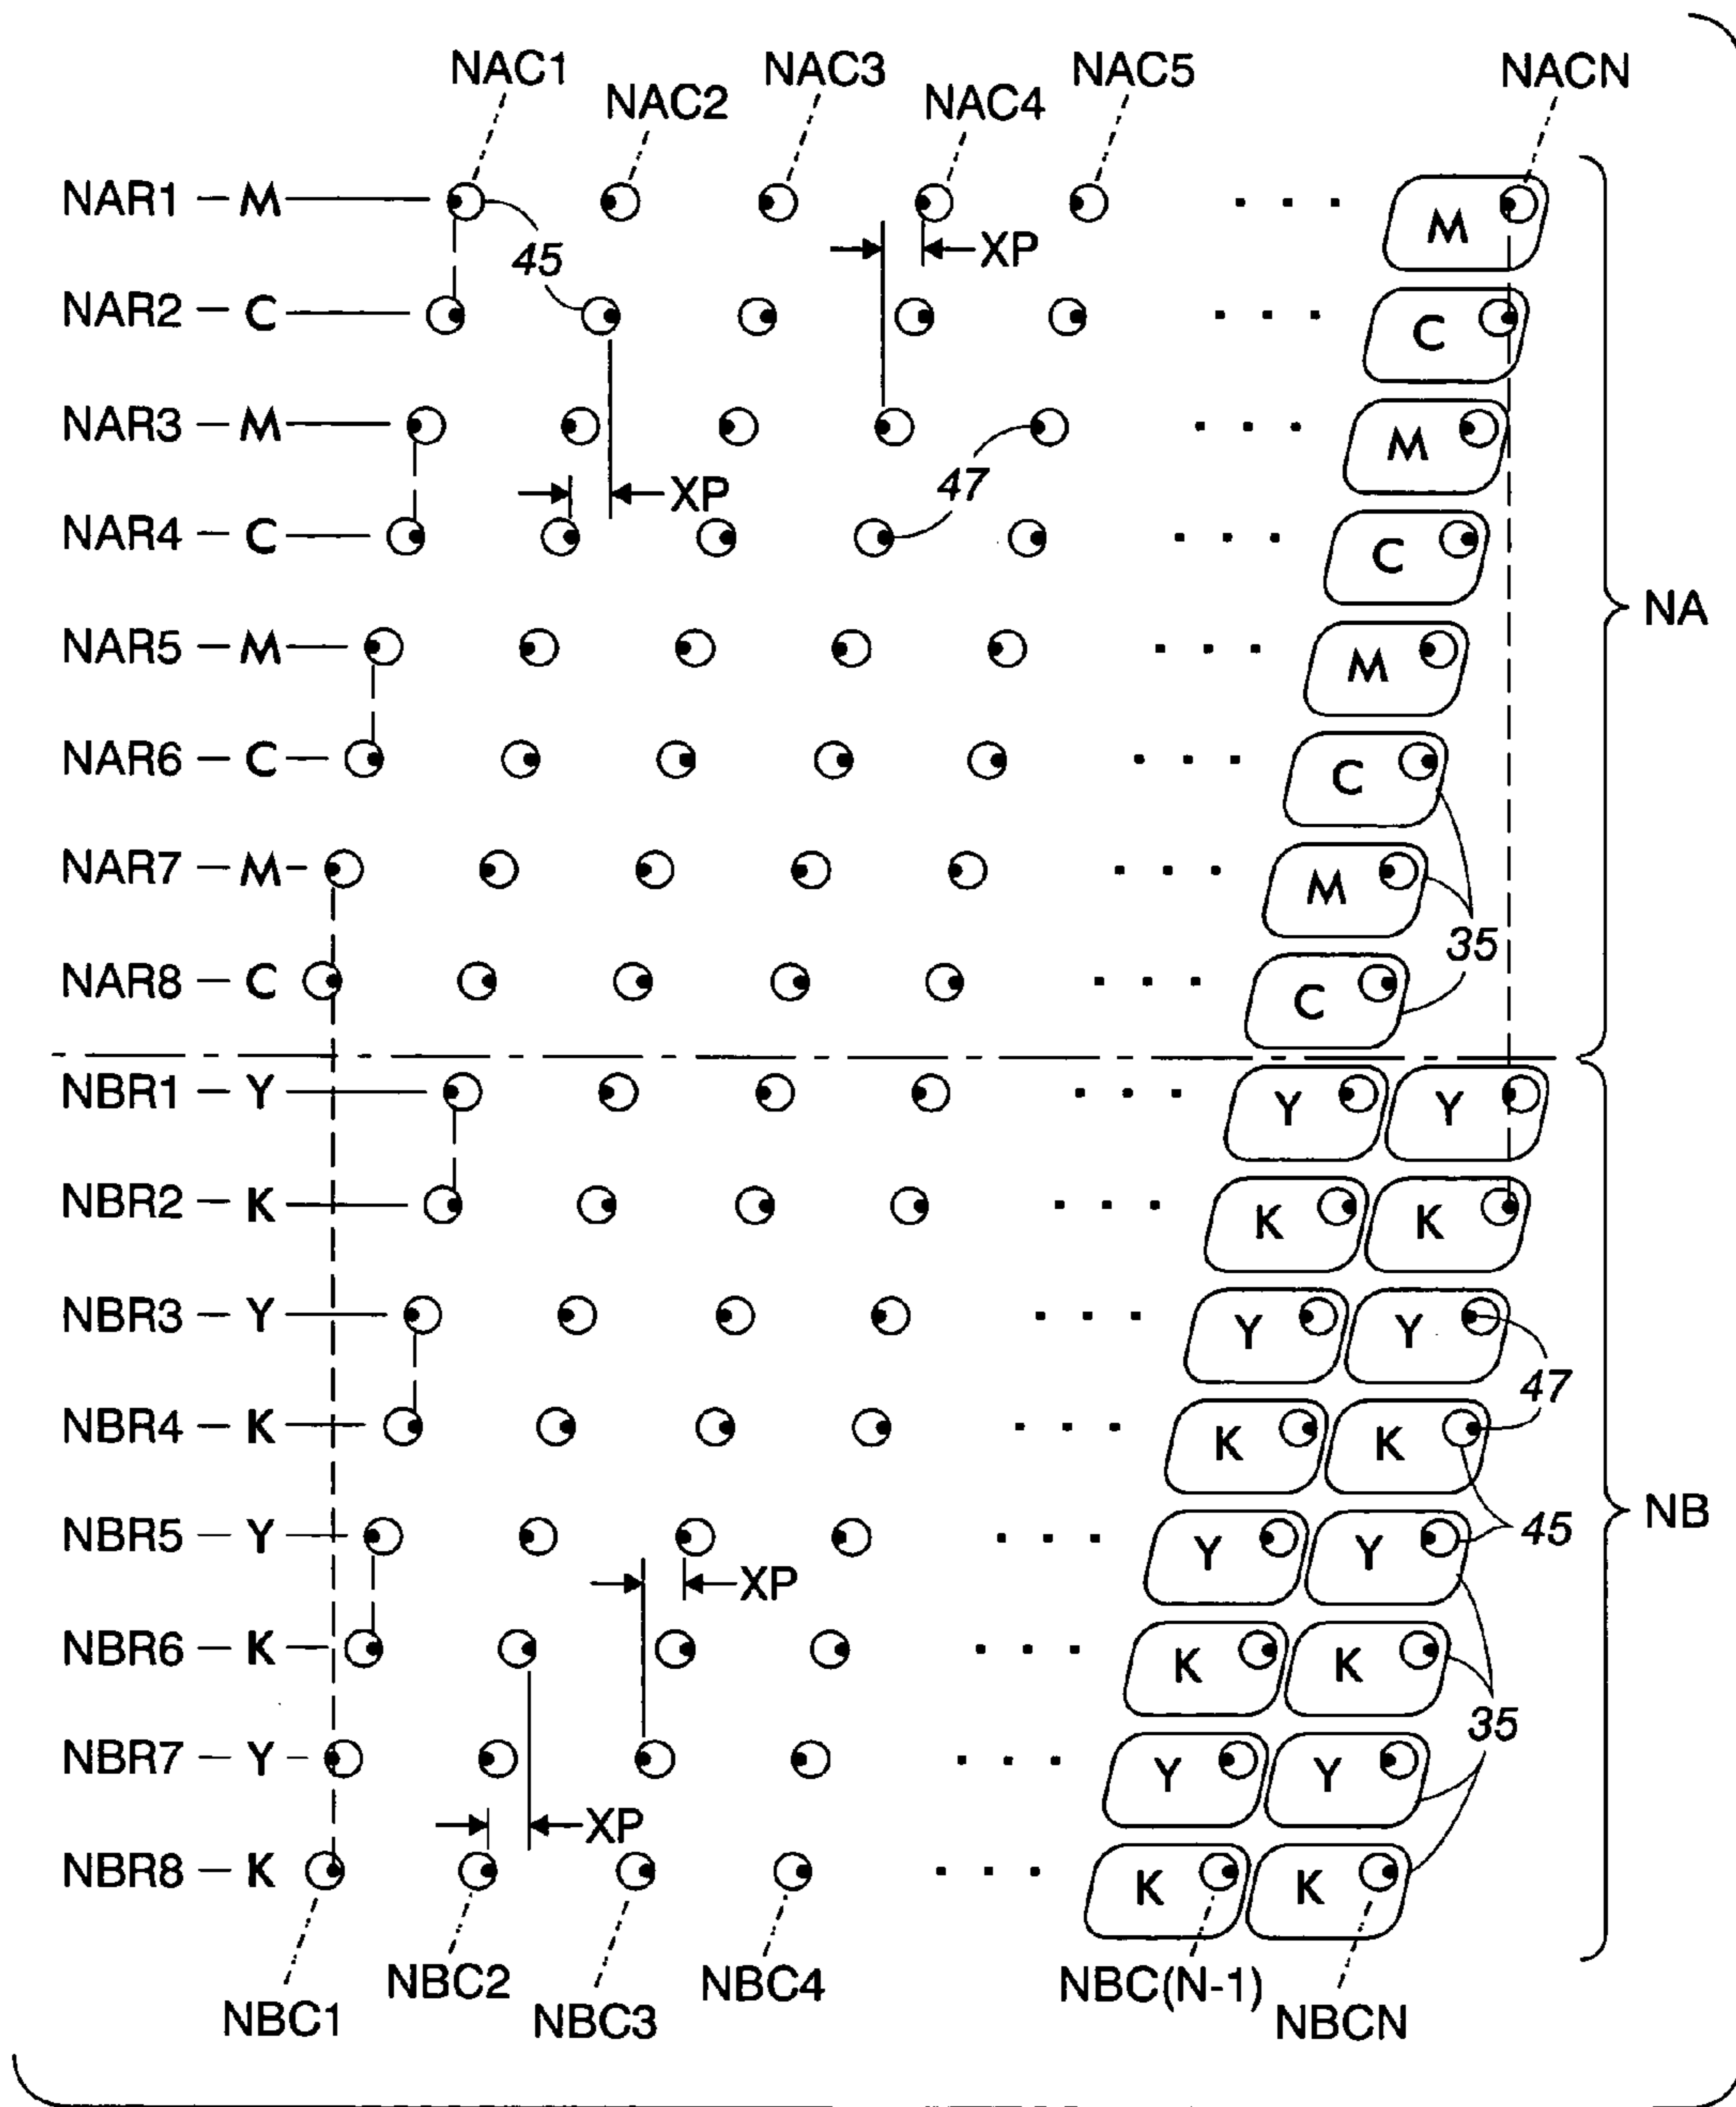 NAC1 NAC2 NAC3 NAC4 NAC5 NACN
NAR1 — M M
45 XP
NAR2 — C C
NAR3 — M M
XP 47
NAR4 — C C
NAR5 — M M
NA
NAR6 — C C
NAR7 — M M
35
NAR8 — C C
NBR1 — Y Y Y
NBR2 — K K K
NBR3 — Y Y Y
47
NBR4 — K K K
NBR5 — Y Y Y
45
NB
XP
NBR6 — K K K
35
NBR7 — Y Y Y
XP
NBR8 — K K K
NBC1 NBC2 NBC3 NBC4 NBC(N-1) NBCN